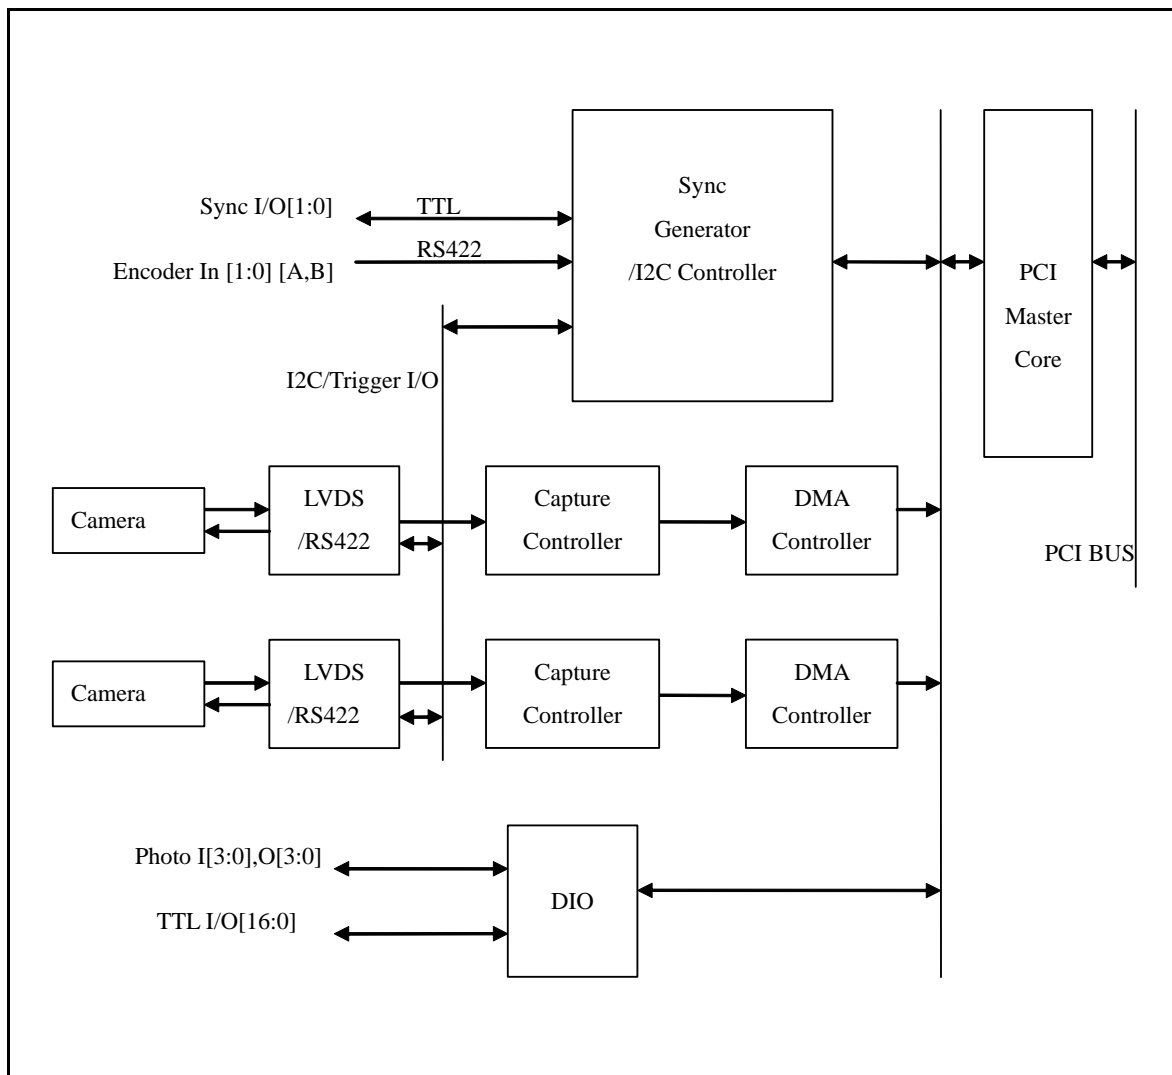 Sync
Generator
/I2C Controller
Sync I/O[1:0]
TTL
RS422
Encoder In [1:0] [A,B]
PCI
Master
Core
I2C/Trigger I/O
Camera
LVDS
/RS422
Capture
Controller
DMA
Controller
PCI BUS
Camera
LVDS
/RS422
Capture
Controller
DMA
Controller
Photo I[3:0],O[3:0]
TTL I/O[16:0]
DIO